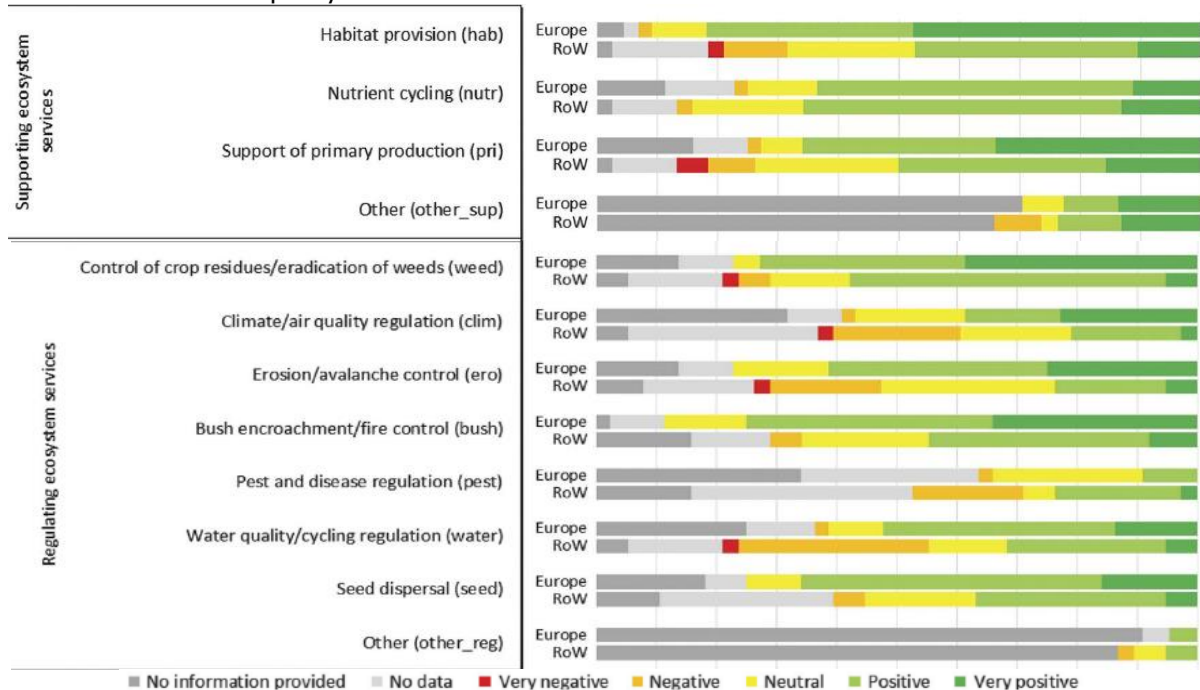 Supporting ecosystem services
Habitat provision (hab)
Europe
RoW
Nutrient cycling (nutr)
Europe
RoW
Support of primary production (pri)
Europe
RoW
Other (other_sup)
Europe
RoW
Regulating ecosystem services
Control of crop residues/eradication of weeds (weed)
Europe
RoW
Climate/air quality regulation (clim)
Europe
RoW
Erosion/avalanche control (ero)
Europe
RoW
Bush encroachment/fire control (bush)
Europe
RoW
Pest and disease regulation (pest)
Europe
RoW
Water quality/cycling regulation (water)
Europe
RoW
Seed dispersal (seed)
Europe
RoW
Other (other_reg)
Europe
RoW
No information provided No data Very negative Negative Neutral Positive Very positive